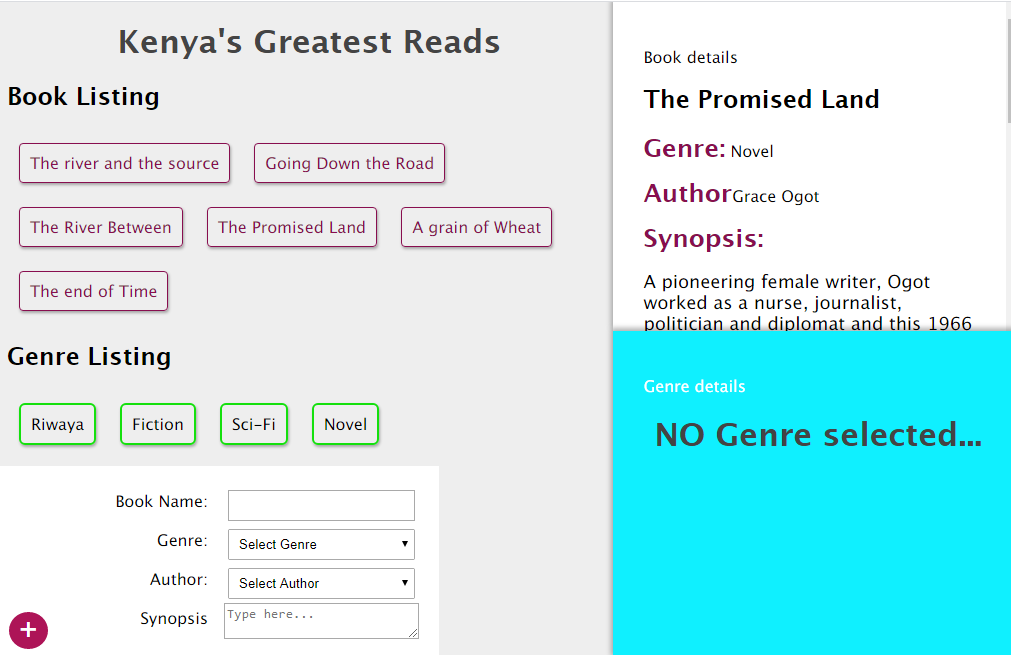 Kenya's Greatest Reads
Book Listing
The river and the source
Going Down the Road
The River Between
The Promised Land
A grain of Wheat
The end of Time
Genre Listing
Riwaya
Fiction
Sci-Fi
Novel
Book Name:
Genre:
Select Genre
Author:
Select Author
Synopsis
Type here...
+
Book details
The Promised Land
Genre: Novel
AuthorGrace Ogot
Synopsis:
A pioneering female writer, Ogot
worked as a nurse, journalist,
politician and diplomat and this 1966
Genre details
NO Genre selected...